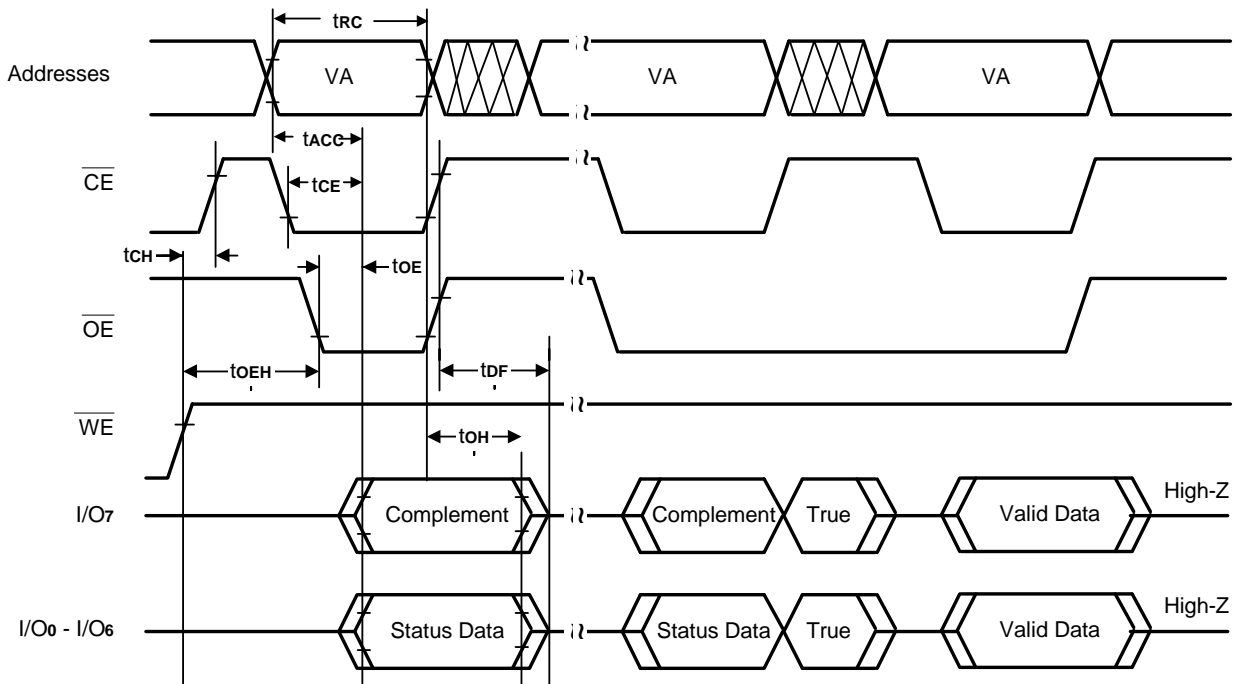 tRC
Addresses
VA
VA
VA
tACC
CE
tCE
tCH
tOE
OE
tOEH
tDF
WE
tOH
I/O7
Complement
Complement
True
Valid Data
High-Z
I/O0 - I/O6
Status Data
Status Data
True
Valid Data
High-Z